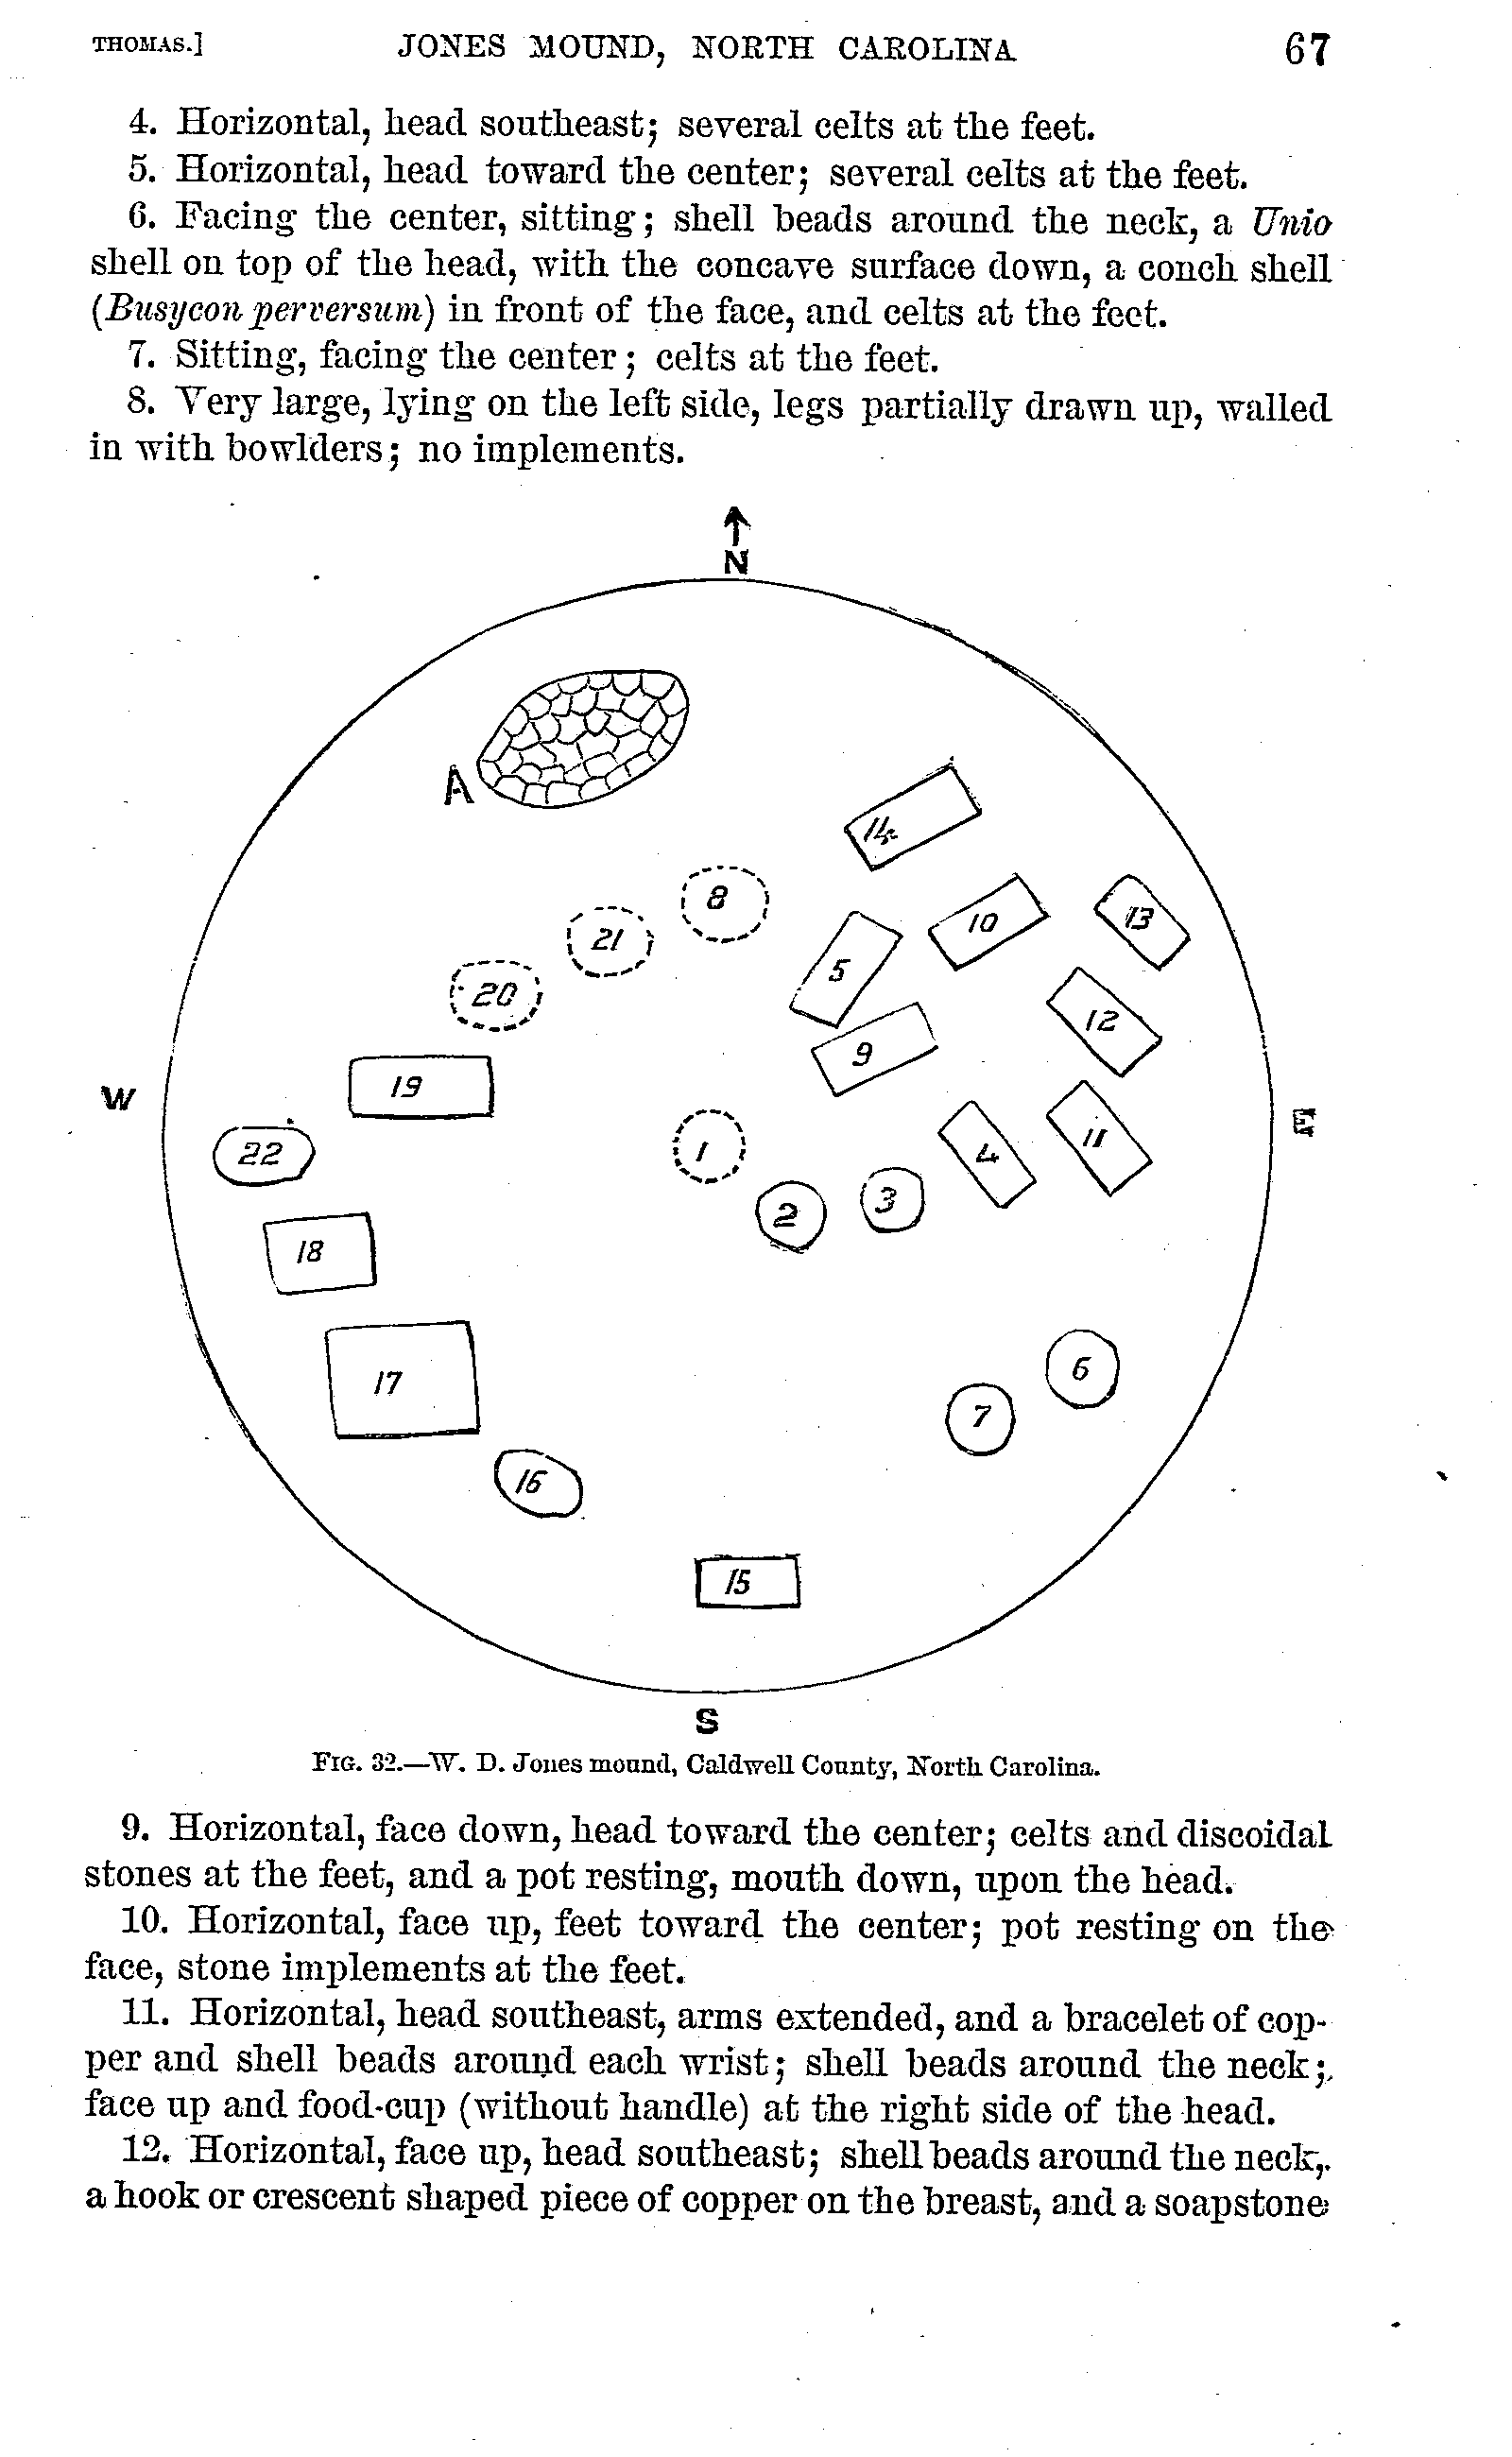 THOMAS.] JONES MOUND, NORTH CAROLINA 67
4. Horizontal, head southeast; several celts at the feet.
5. Horizontal, head toward the center; several celts at the feet.
6. Facing the center, sitting; shell beads around the neck, a Unio
shell on top of the head, with the concave surface down, a conch shell
(Busycon perversum) in front of the face, and celts at the feet.
7. Sitting, facing the center; celts at the feet.
8. Very large, lying on the left side, legs partially drawn up, walled
in with bowlders; no implements.
N
A
14
8
10
13
21
5
20
12
9
19
W
E
11
22
1
4
3
2
18
6
17
7
16
15
S
FIG. 32.—W. D. Jones mound, Caldwell County, North Carolina.
9. Horizontal, face down, head toward the center; celts and discoidal
stones at the feet, and a pot resting, mouth down, upon the head.
10. Horizontal, face up, feet toward the center; pot resting on the
face, stone implements at the feet.
11. Horizontal, head southeast, arms extended, and a bracelet of cop-
per and shell beads around each wrist; shell beads around the neck;
face up and food-cup (without handle) at the right side of the head.
12. Horizontal, face up, head southeast; shell beads around the neck,
a hook or crescent shaped piece of copper on the breast, and a soapstone